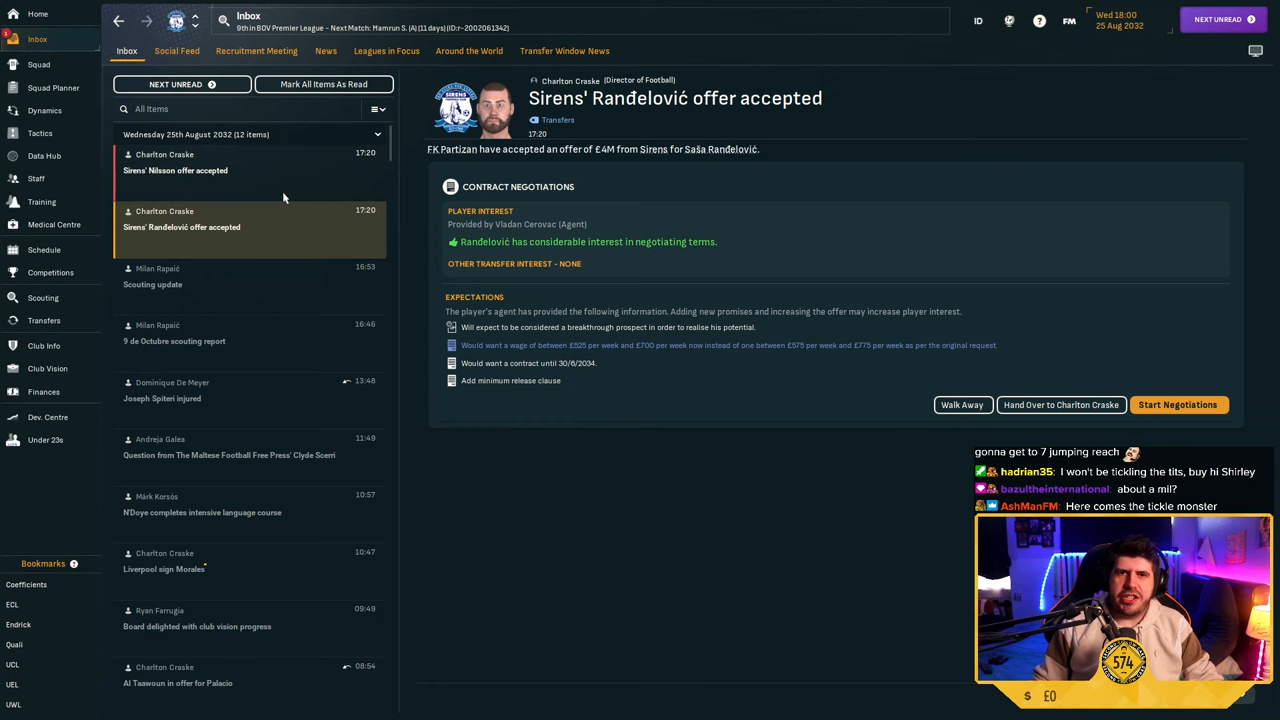 Home
Inbox
Squad
Squad Planner
Dynamics
Tactics
Data Hub
Staff
Training
Medical Centre
Schedule
Competitions
Scouting
Transfers
Club Info
Club Vision
Finances
Dev. Centre
Under 23s
Bookmarks ?
Coefficients
ECL
Endrick
Quali
UCL
UEL
UWL
Inbox
9th in BOV Premier League - Next Match: Hamrun S. (A) (11 days) (ID:r-2002061342)
ID
?
FM
Wed 18:00
25 Aug 2032
NEXT UNREAD
Inbox
Social Feed
Recruitment Meeting
News
Leagues in Focus
Around the World
Transfer Window News
NEXT UNREAD
Mark All Items As Read
All Items
Wednesday 25th August 2032 (12 items)
Charlton Craske 17:20
Sirens' Nilsson offer accepted
Charlton Craske 17:20
Sirens' Ranđelović offer accepted
Milan Rapaić 16:53
Scouting update
Milan Rapaić 16:46
9 de Octubre scouting report
Dominique De Meyer 13:48
Joseph Spiteri injured
Andreja Galea 11:49
Question from The Maltese Football Free Press' Clyde Scerri
Márk Korsós 10:57
N'Doye completes intensive language course
Charlton Craske 10:47
Liverpool sign Morales
Ryan Farrugia 09:49
Board delighted with club vision progress
Charlton Craske 08:54
Al Taawoun in offer for Palacio
SIRENS
Charlton Craske (Director of Football)
Sirens' Ranđelović offer accepted
Transfers
17:20
FK Partizan have accepted an offer of £4M from Sirens for Saša Ranđelović.
CONTRACT NEGOTIATIONS
PLAYER INTEREST
Provided by Vladan Cerovac (Agent)
Ranđelović has considerable interest in negotiating terms.
OTHER TRANSFER INTEREST - NONE
EXPECTATIONS
The player's agent has provided the following information. Adding new promises and increasing the offer may increase player interest.
Will expect to be considered a breakthrough prospect in order to realise his potential.
Would want a wage of between £525 per week and £700 per week now instead of one between £575 per week and £775 per week as per the original request.
Would want a contract until 30/6/2034.
Add minimum release clause
Walk Away
Hand Over to Charlton Craske
Start Negotiations
gonna get to 7 jumping reach
hadrian35: I won't be tickling the tits, buy hi Shirley
bazultheinternational: about a mil?
AshManFM: Here comes the tickle monster
574
$ £0